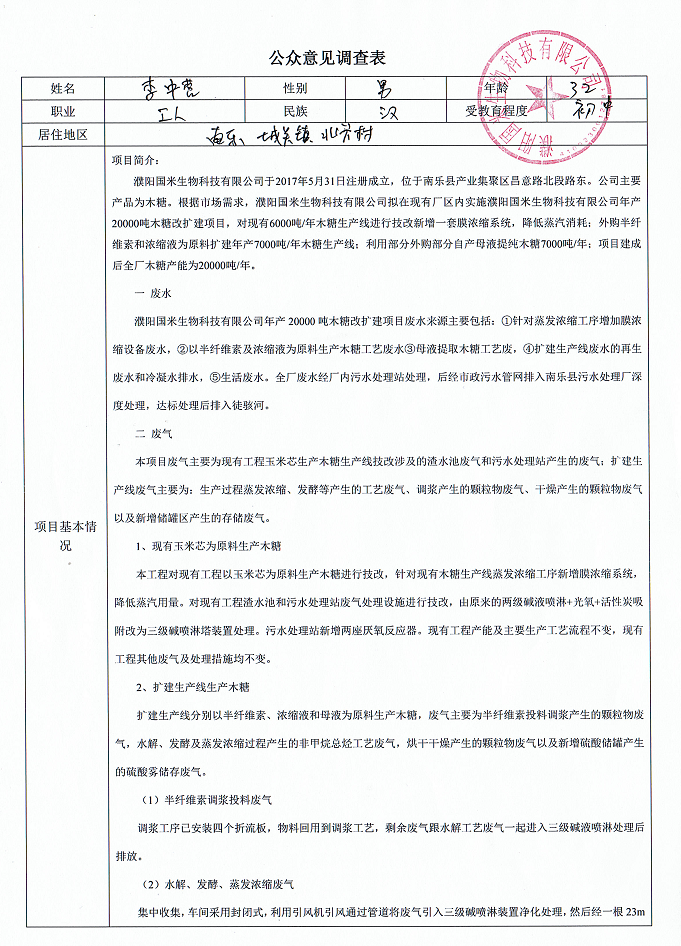 公众意见调查表
姓名 李中 性别 男 年龄 32
职业 工人 民族 汉 受教育程度 初中
居住地区 南乐 城关镇 村
项目简介：
濮阳国米生物科技有限公司于2017年5月31日注册成立，位于南乐县产业集聚区昌意路北段路东。公司主要
产品为木糖。根据市场需求，濮阳国米生物科技有限公司拟在现有厂区内实施濮阳国米生物科技有限公司年产
20000吨木糖改扩建项目，对现有6000吨/年木糖生产线进行技改新增一套膜浓缩系统，降低蒸汽消耗；外购半纤
维素和浓缩液为原料扩建年产7000吨/年木糖生产线；利用部分外购部分自产母液提纯木糖7000吨/年；项目建成
后全厂木糖产能为20000吨/年。
一 废水
濮阳国米生物科技有限公司年产 20000 吨木糖改扩建项目废水来源主要包括：①针对蒸发浓缩工序增加膜浓
缩设备废水，②以半纤维素及浓缩液为原料生产木糖工艺废水③母液提取木糖工艺废，④扩建生产线废水的再生
废水和冷凝水排水，⑤生活废水。全厂废水经厂内污水处理站处理，后经市政污水管网排入南乐县污水处理厂深
度处理，达标处理后排入徒骇河。
二 废气
本项目废气主要为现有工程玉米芯生产木糖生产线技改涉及的渣水池废气和污水处理站产生的废气；扩建生
产线废气主要为：生产过程蒸发浓缩、发酵等产生的工艺废气、调浆产生的颗粒物废气、干燥产生的颗粒物废气
以及新增储罐区产生的存储废气。
项目基本情
况
1、现有玉米芯为原料生产木糖
本工程对现有工程以玉米芯为原料生产木糖进行技改，针对现有木糖生产线蒸发浓缩工序新增膜浓缩系统，
降低蒸汽用量。对现有工程渣水池和污水处理站废气处理设施进行技改，由原来的两级碱液喷淋+光氧+活性炭吸
附改为三级碱喷淋塔装置处理。污水处理站新增两座厌氧反应器。现有工程产能及主要生产工艺流程不变，现有
工程其他废气及处理措施均不变。
2、扩建生产线生产木糖
扩建生产线分别以半纤维素、浓缩液和母液为原料生产木糖，废气主要为半纤维素投料调浆产生的颗粒物废
气，水解、发酵及蒸发浓缩过程产生的非甲烷总烃工艺废气，烘干干燥产生的颗粒物废气以及新增硫酸储罐产生
的硫酸雾储存废气。
（1）半纤维素调浆投料废气
调浆工序已安装四个折流板，物料回用到调浆工艺，剩余废气跟水解工艺废气一起进入三级碱液喷淋处理后
排放。
（2）水解、发酵、蒸发浓缩废气
集中收集，车间采用封闭式，利用引风机引风通过管道将废气引入三级碱喷淋装置净化处理，然后经一根 23m